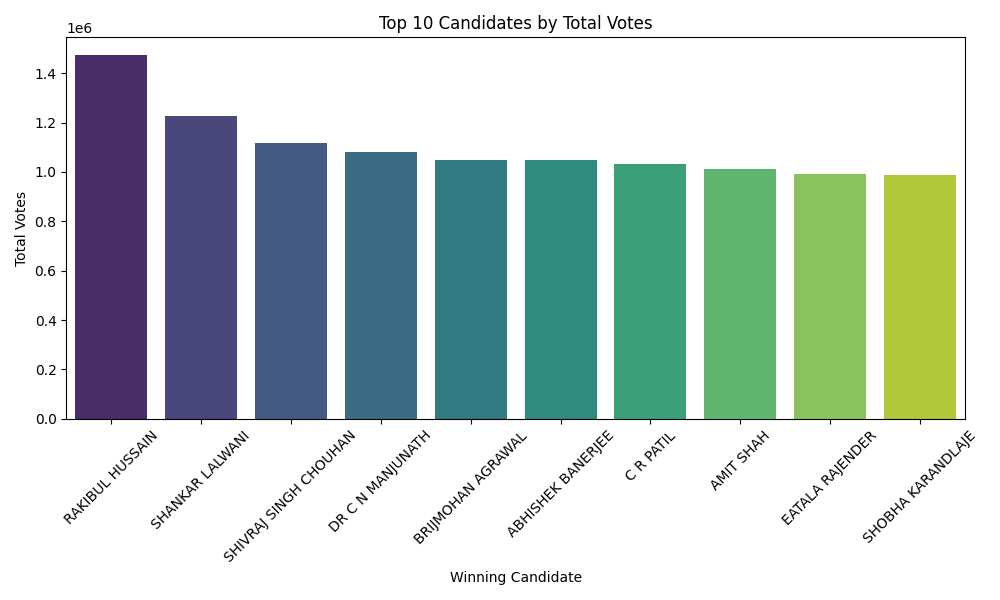 Top 10 Candidates by Total Votes
1e6
1.4
1.2
1.0
0.8
0.6
0.4
0.2
0.0
Total Votes
RAKIBUL HUSSAIN
SHANKAR LALWANI
SHIVRAJ SINGH CHOUHAN
DR C N MANJUNATH
BRIJMOHAN AGRAWAL
ABHISHEK BANERJEE
C R PATIL
AMIT SHAH
EATALA RAJENDER
SHOBHA KARANDLAJE
Winning Candidate